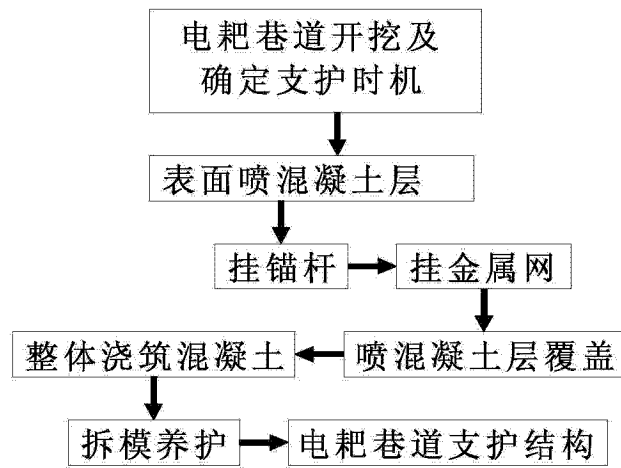 电耙巷道开挖及
确定支护时机
表面喷混凝土层
挂锚杆
挂金属网
喷混凝土层覆盖
整体浇筑混凝土
拆模养护
电耙巷道支护结构